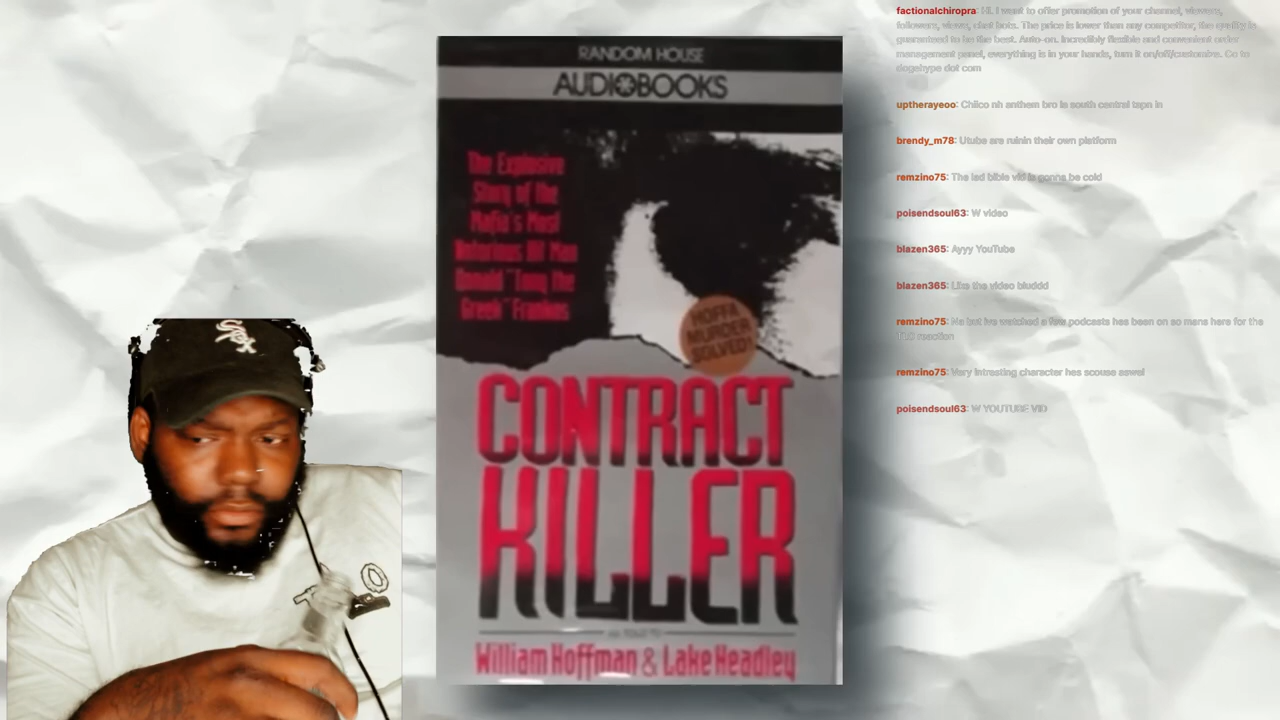 factionalchiropra: Hi. I want to offer promotion of your channel, viewers,
followers, views, chat bots. The price is lower than any competitor, the quality is
guaranteed to be the best. Auto-on. Incredibly flexible and convenient order
management panel, everything is in your hands, turn it on/off/customize. Go to
dogehype dot com
uptherayeoo: Chiico nh anthem bro is south central tapn in
brendy_m78: Utube are ruinin their own platform
remzino75: The lad bible vid is gonna be cold
poisendsoul63: W video
blazen365: Ayyy YouTube
blazen365: Like the video bluddd
remzino75: Na but ive watched a few podcasts has been on so mans here for the
reaction
remzino75: Very intresting character hes scouse aswel
poisendsoul63: W YOUTUBE VID
RANDOM HOUSE
AUDIOBOOKS
The Explosive
Story of the
Mafia's Most
Notorious Hit Man
Donald "Tony the
Greek" Frankos
HOFFA
MURDER
SOLVED!
CONTRACT
KILLER
AS TOLD TO
William Hoffman & Lake Headley
Sox